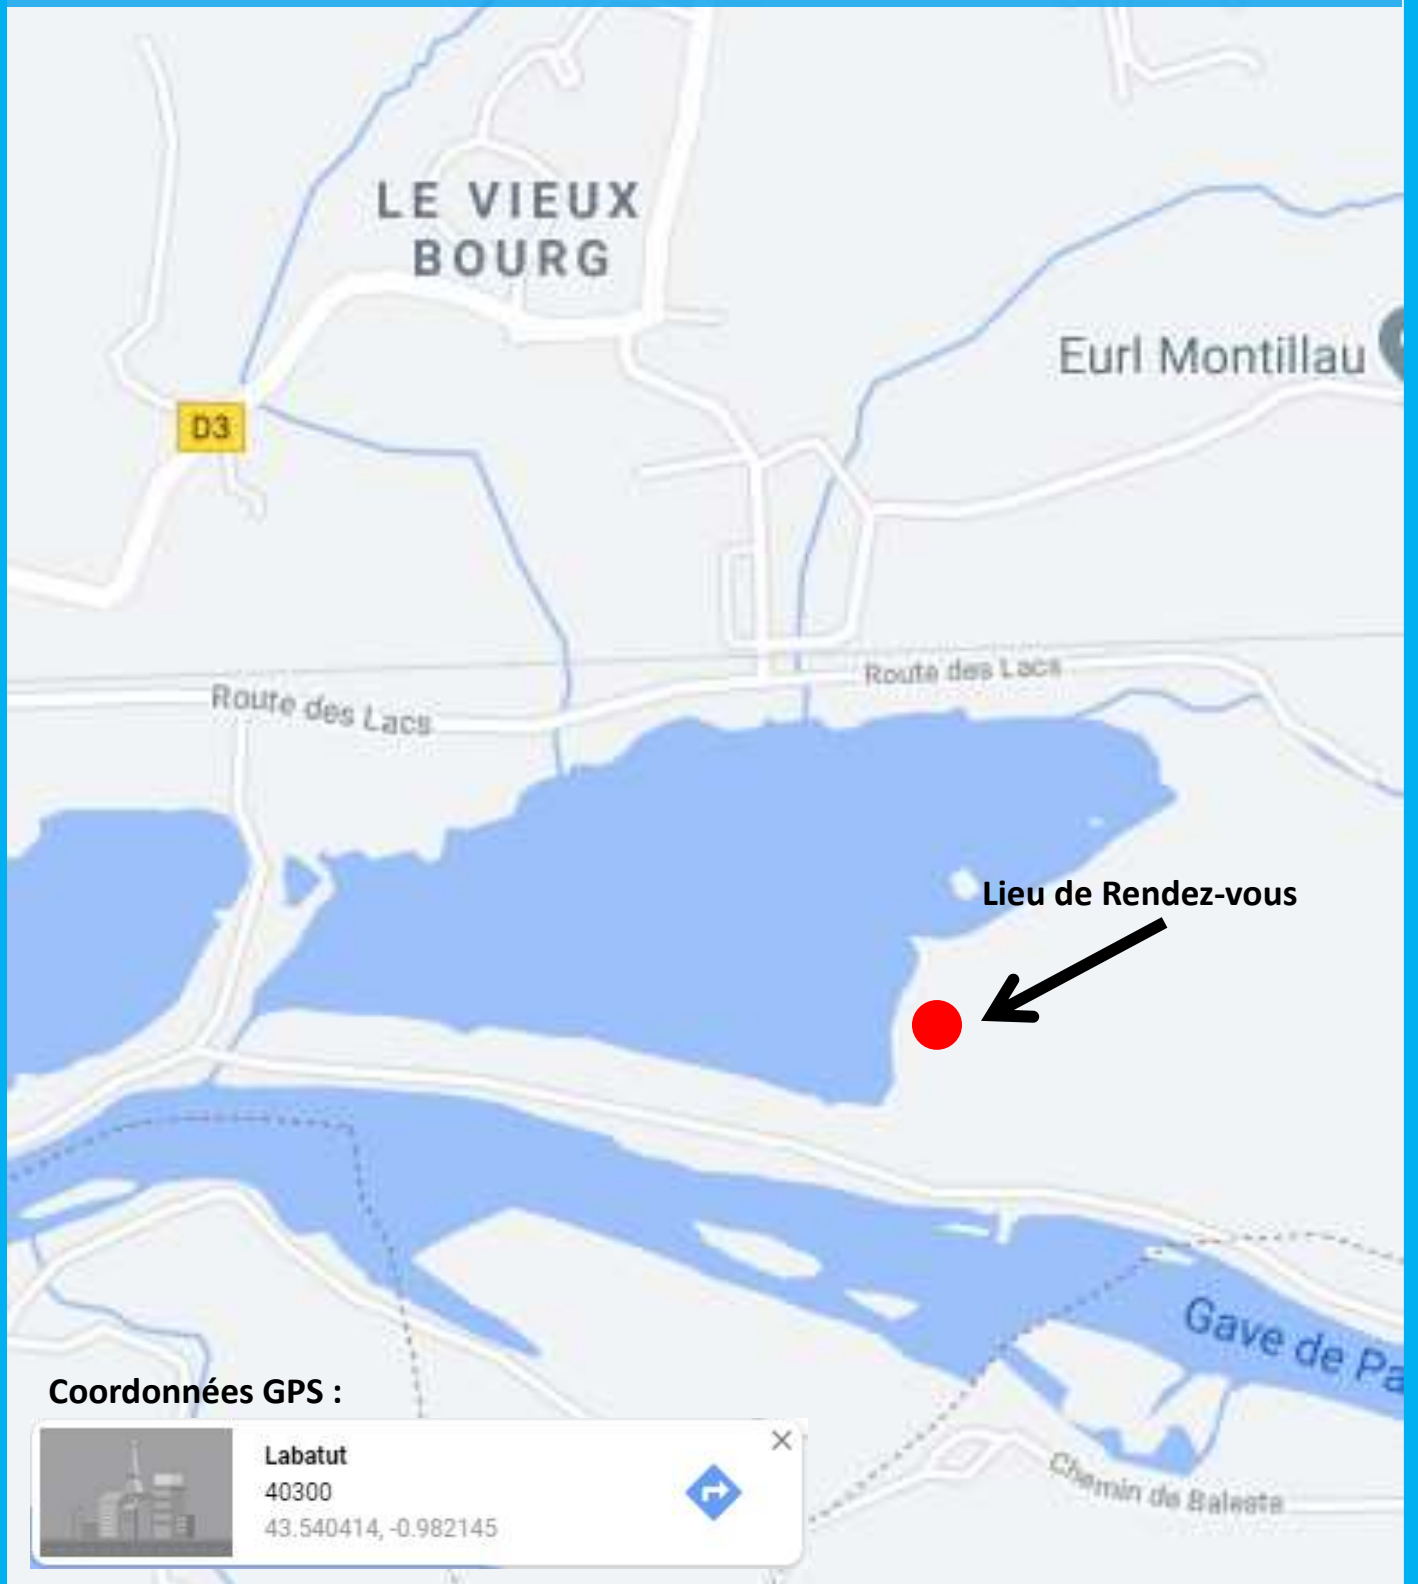 LE VIEUX
BOURG
Eurl Montillau
D3
Route des Lacs
Route des Lacs
Lieu de Rendez-vous
Gave de Pa
Coordonnées GPS :
Labatut
40300
43.540414, -0.982145
Chemin de Baleste